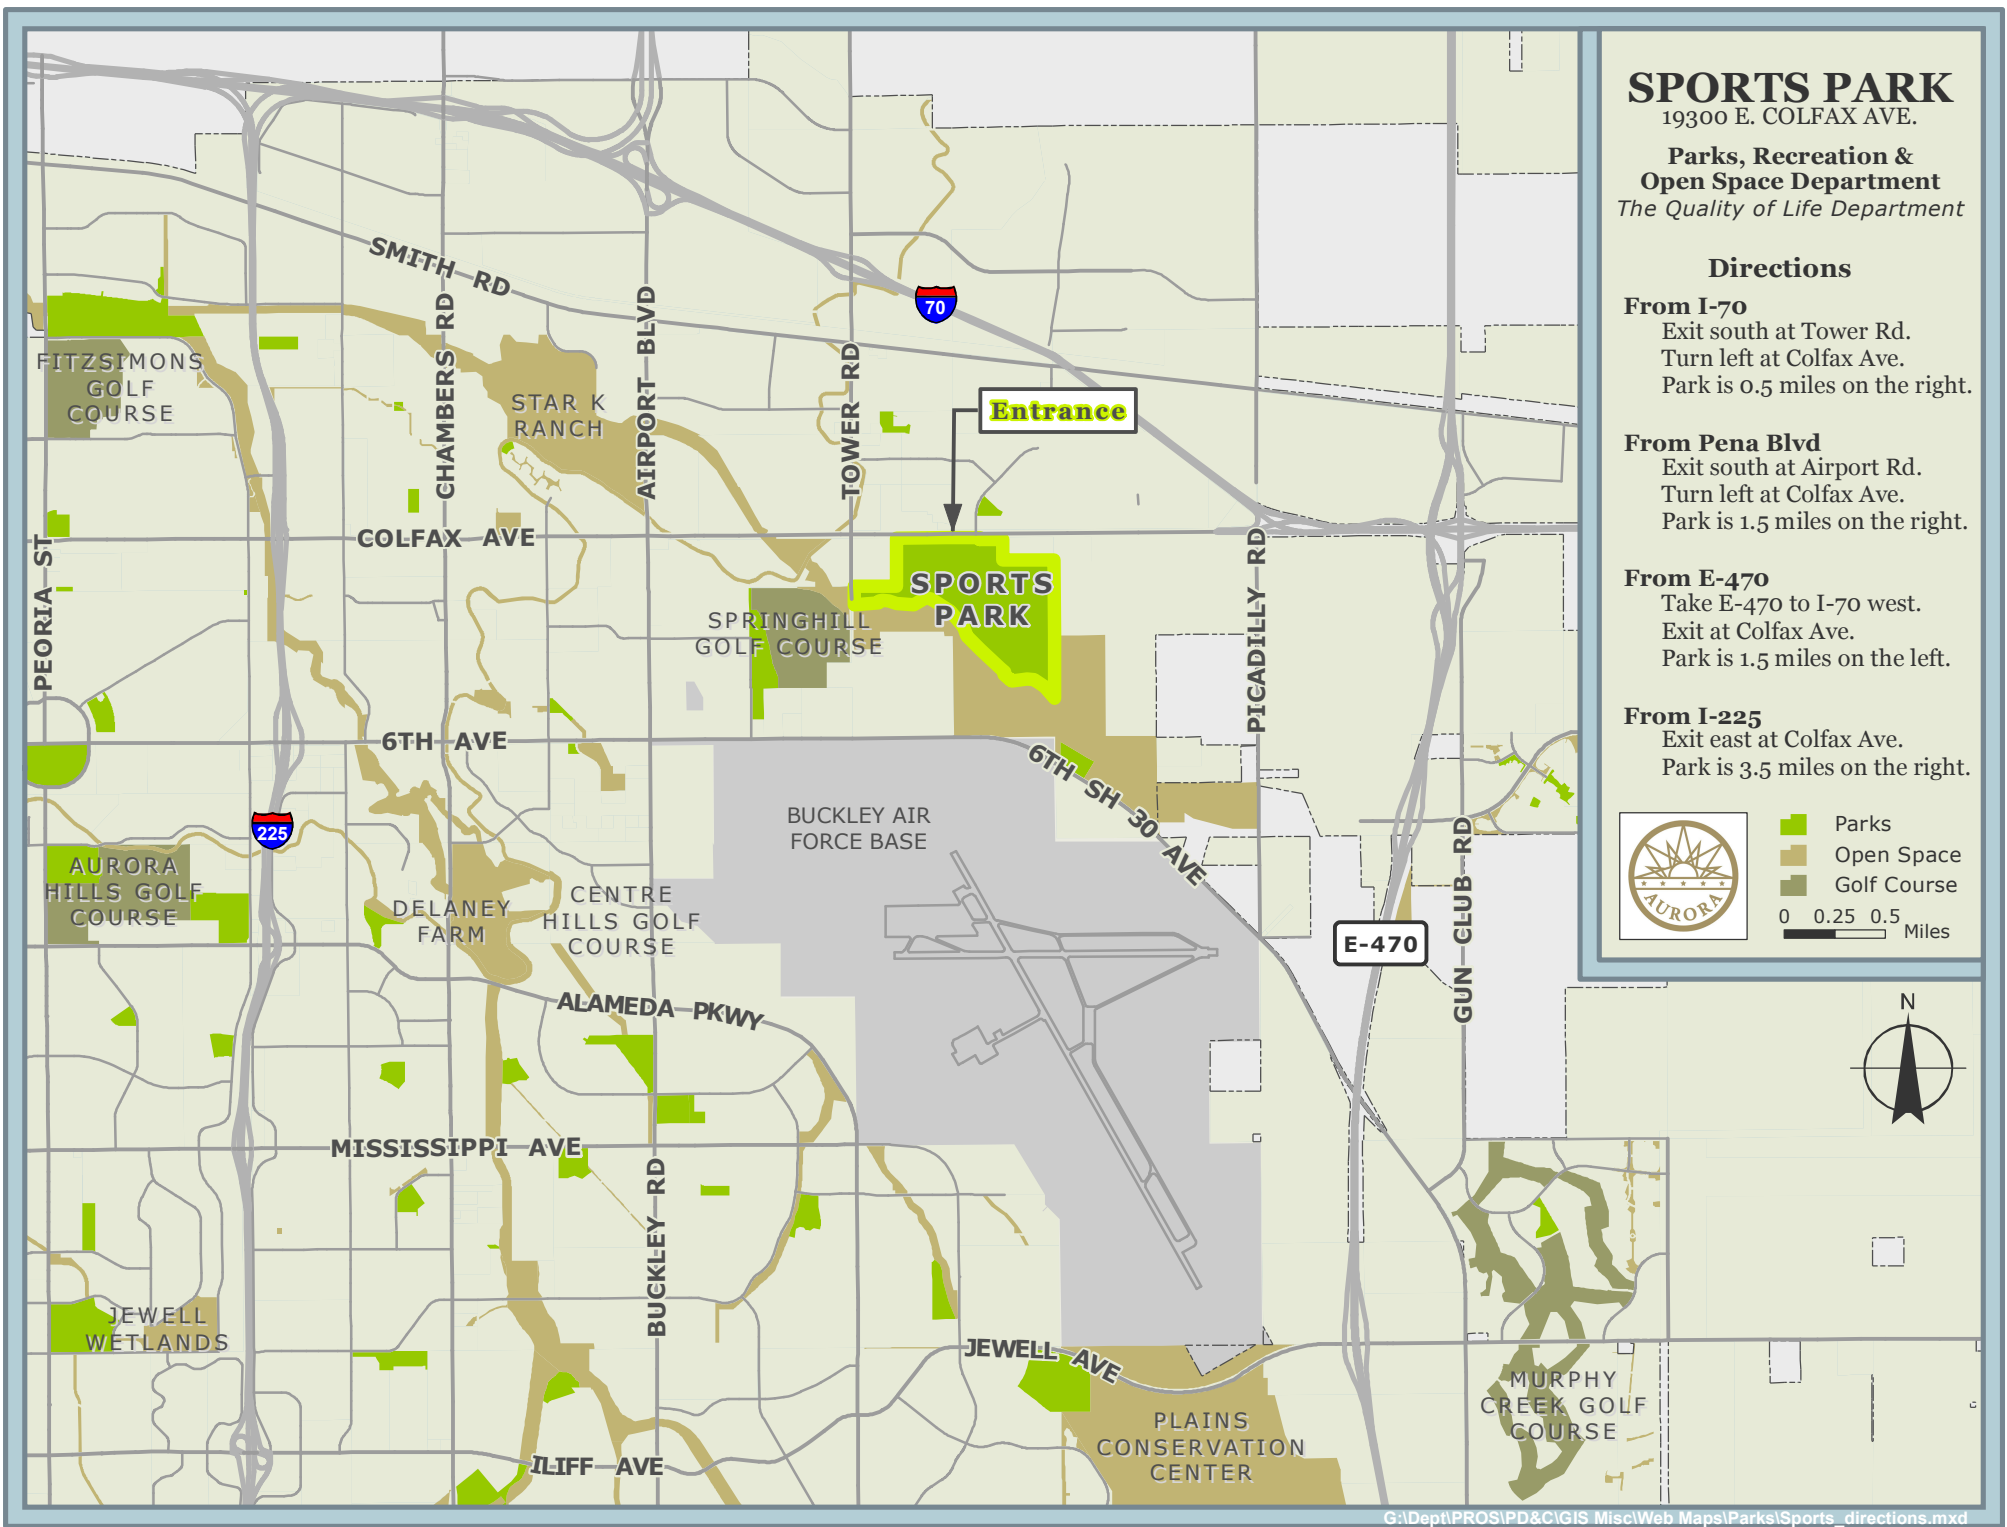 SPORTS PARK
19300 E. COLFAX AVE.
Parks, Recreation &
Open Space Department
The Quality of Life Department
Directions
From I-70
Exit south at Tower Rd.
Turn left at Colfax Ave.
Park is 0.5 miles on the right.
From Pena Blvd
Exit south at Airport Rd.
Turn left at Colfax Ave.
Park is 1.5 miles on the right.
From E-470
Take E-470 to I-70 west.
Exit at Colfax Ave.
Park is 1.5 miles on the left.
From I-225
Exit east at Colfax Ave.
Park is 3.5 miles on the right.
AURORA
Parks
Open Space
Golf Course
0 0.25 0.5
Miles
N
SMITH RD
CHAMBERS RD
AIRPORT BLVD
TOWER RD
70
FITZSIMONS
GOLF
COURSE
STAR K
RANCH
Entrance
COLFAX AVE
PEORIA ST
SPORTS
PARK
SPRINGHILL
GOLF COURSE
PICADILLY RD
6TH AVE
6TH SH 30 AVE
225
BUCKLEY AIR
FORCE BASE
AURORA
HILLS GOLF
COURSE
DELANEY
FARM
CENTRE
HILLS GOLF
COURSE
E-470
GUN CLUB RD
ALAMEDA PKWY
MISSISSIPPI AVE
BUCKLEY RD
JEWELL
WETLANDS
JEWELL AVE
MURPHY
CREEK GOLF
COURSE
PLAINS
CONSERVATION
CENTER
ILIFF AVE
G:\Dept\PROS\PD&C\GIS Misc\Web Maps\Parks\Sports_directions.mxd